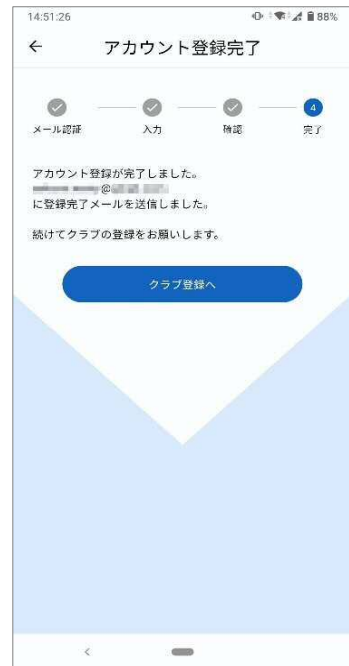 14:51:26
88%
アカウント登録完了
4
メール認証 入力 確認 完了
アカウント登録が完了しました。
@
に登録完了メールを送信しました。
続けてクラブの登録をお願いします。
クラブ登録へ